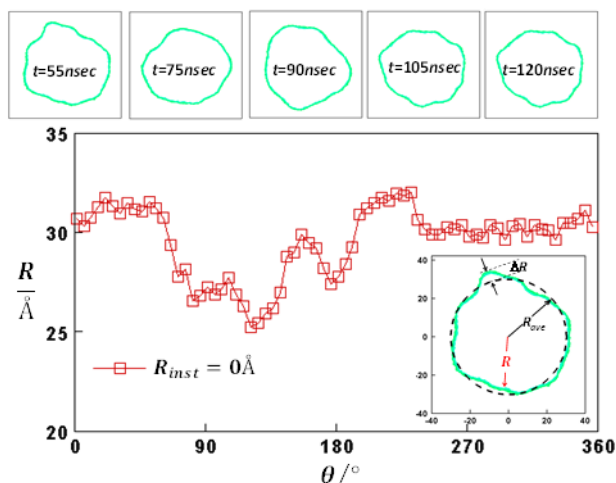 t=55nsec
t=75nsec
t=90nsec
t=105nsec
t=120nsec
35
30
25
20
R
Å
R_inst = 0Å
0
90
180
270
360
θ /°
40
20
0
-20
-40
-40
-20
0
20
40
ΔR
R_ave
R